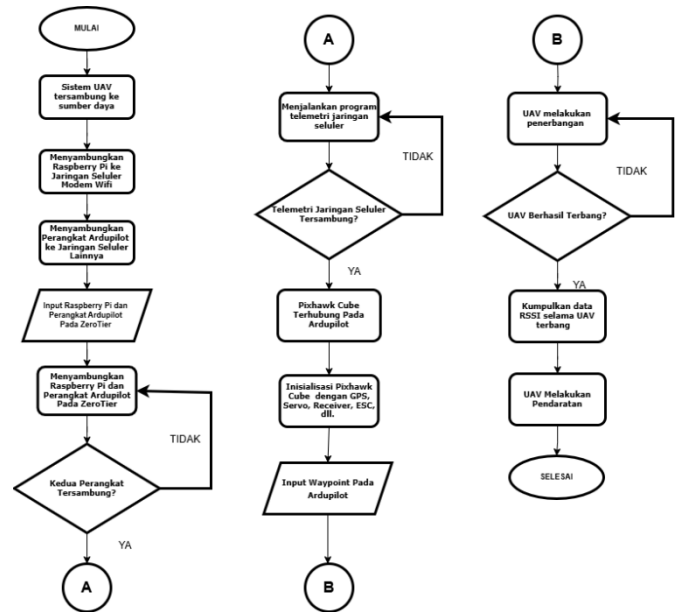 MULAI
Sistem UAV
tersambung ke
sumber daya
Menyambungkan
Raspberry Pi ke
Jaringan Seluler
Modem Wifi
Menyambungkan
Perangkat Ardupilot
ke Jaringan Seluler
Lainnya
Input Raspberry Pi dan
Perangkat Ardupilot
Pada ZeroTier
Menyambungkan
Raspberry Pi dan
Perangkat Ardupilot
Pada ZeroTier
TIDAK
Kedua Perangkat
Tersambung?
YA
A
A
Menjalankan program
telemetri jaringan
seluler
TIDAK
Telemetri Jaringan Seluler
Tersambung?
YA
Pixhawk Cube
Terhubung Pada
Ardupilot
Inisialisasi Pixhawk
Cube dengan GPS,
Servo, Receiver, ESC,
dll.
Input Waypoint Pada
Ardupilot
B
B
UAV melakukan
penerbangan
TIDAK
UAV Berhasil Terbang?
YA
Kumpulkan data
RSSI selama UAV
terbang
UAV Melakukan
Pendaratan
SELESAI